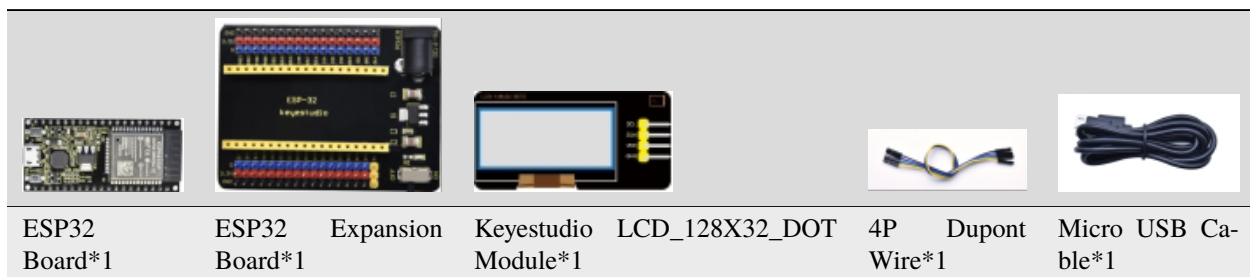 ESP-32
keyestudio
ESP32 Board*1
ESP32 Expansion Board*1
Keyestudio LCD_128X32_DOT Module*1
4P Dupont Wire*1
Micro USB Ca-
ble*1